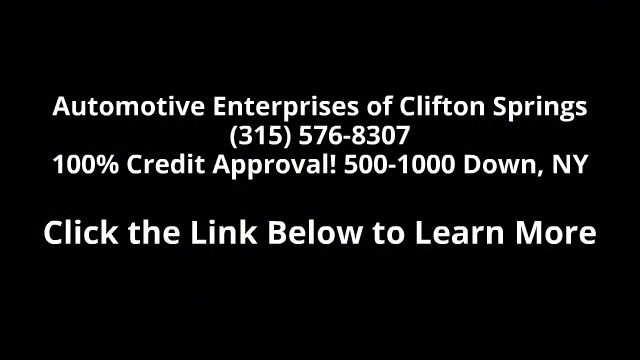 Automotive Enterprises of Clifton Springs
(315) 576-8307
100% Credit Approval! 500-1000 Down, NY
Click the Link Below to Learn More